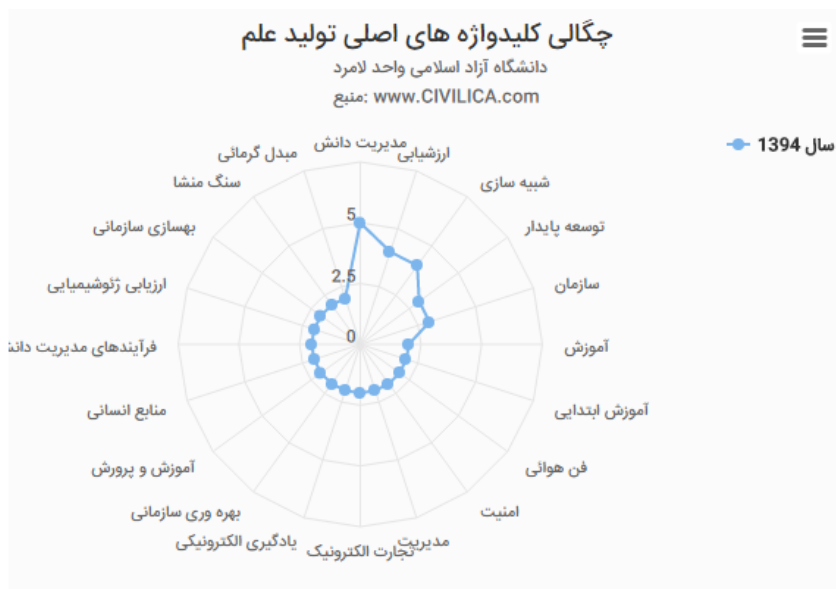 چگالی کلیدواژه های اصلی تولید علم
دانشگاه آزاد اسلامی واحد لامرد
منبع: www.CIVILICA.com
سال 1394
مدیریت دانش
ارزشیابی
شبیه سازی
توسعه پایدار
سازمان
آموزش
آموزش ابتدایی
فن هوائی
امنیت
مدیریت
تجارت الکترونیک
یادگیری الکترونیکی
بهره وری سازمانی
آموزش و پرورش
منابع انسانی
فرآیندهای مدیریت دانش
ارزیابی ژئوشیمیایی
بهسازی سازمانی
سنگ منشا
مبدل گرمائی
5
2.5
0